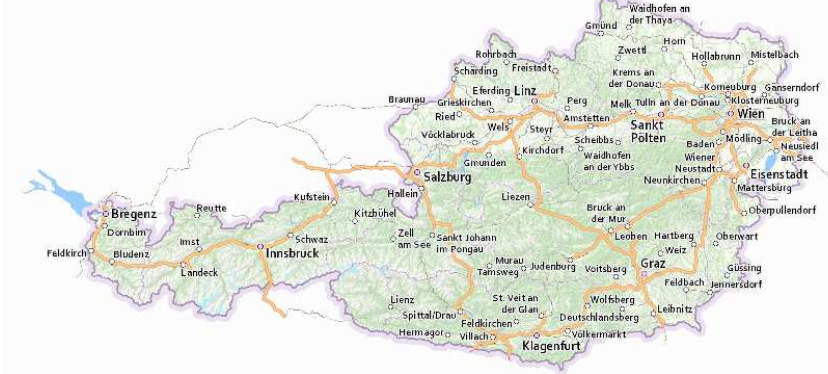 Waidhofen an
der Thaya
Gmünd
Horn
Zwettl
Hollabrunn
Mistelbach
Rohrbach
Freistadt
Schärding
Krems an
der Donau
Korneuburg
Gänserndorf
Eferding
Linz
Braunau
Grieskirchen
Perg
Melk
Tulln an der Donau
Klosterneuburg
Ried
Wels
Amstetten
Sankt
Pölten
Wien
Steyr
Vöcklabruck
Scheibbs
Mödling
Bruck an
der Leitha
Baden
Neusiedl
am See
Kirchdorf
Waidhofen
an der Ybbs
Gmunden
Wiener
Neustadt
Eisenstadt
Salzburg
Neunkirchen
Mattersburg
Hallein
Liezen
Kufstein
Oberpullendorf
Bregenz
Reutte
Kitzbühel
Bruck an
der Mur
Dornbirn
Zell
am See
Sankt Johann
im Pongau
Leoben
Hartberg
Oberwart
Schwaz
Imst
Feldkirch
Bludenz
Innsbruck
Weiz
Landeck
Murau
Tamsweg
Judenburg
Voitsberg
Graz
Güssing
Feldbach
Jennersdorf
Lienz
St. Veit an
der Glan
Wolfsberg
Leibnitz
Spittal/Drau
Feldkirchen
Deutschlandsberg
Hermagor
Villach
Völkermarkt
Klagenfurt